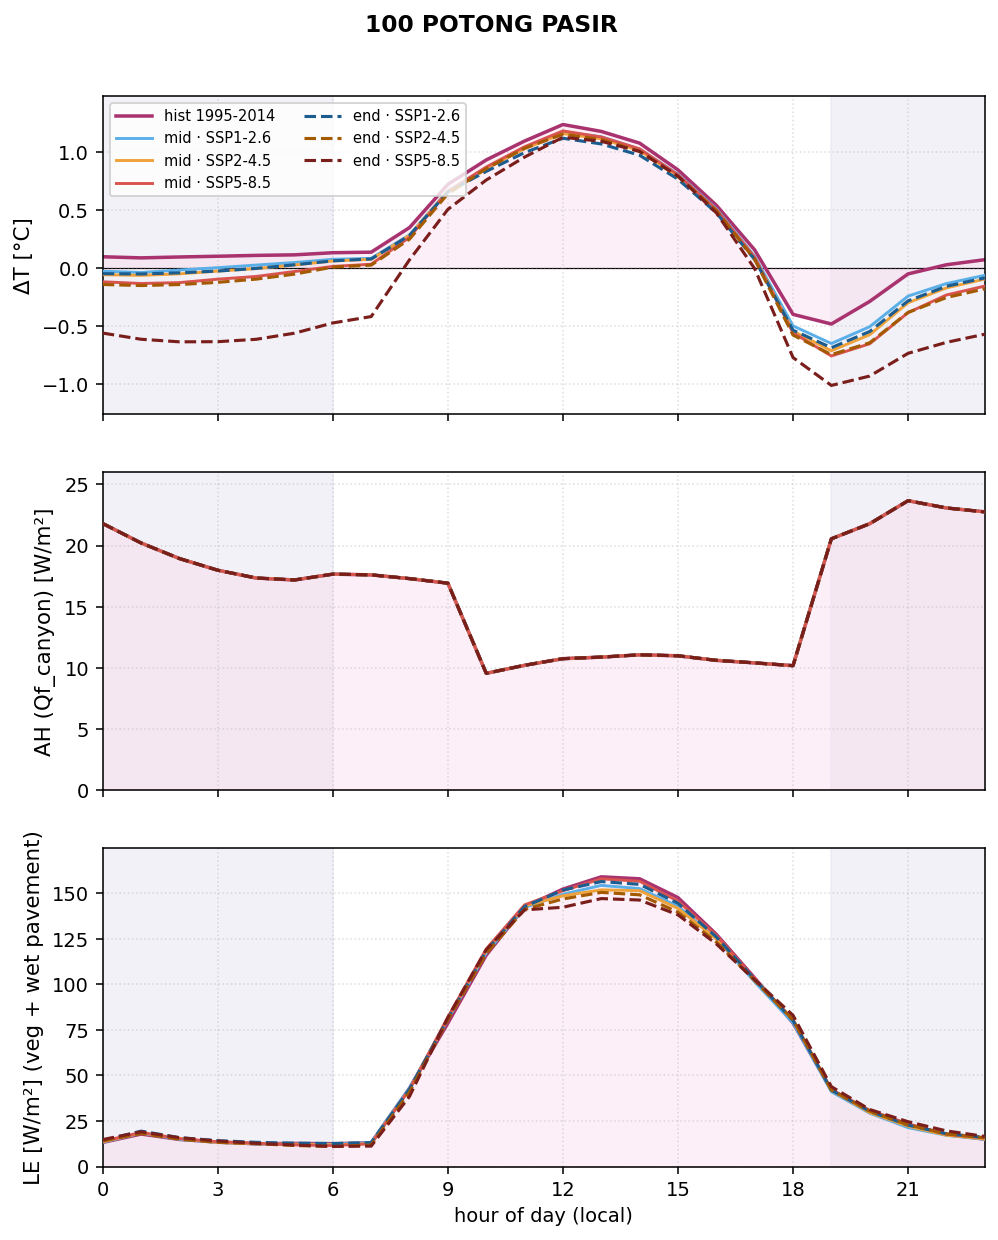 100 POTONG PASIR
hist 1995-2014
mid · SSP1-2.6
mid · SSP2-4.5
mid · SSP5-8.5
end · SSP1-2.6
end · SSP2-4.5
end · SSP5-8.5
ΔT [°C]
1.0
0.5
0.0
−0.5
−1.0
AH (Qf_canyon) [W/m²]
25
20
15
10
5
0
LE [W/m²] (veg + wet pavement)
150
125
100
75
50
25
0
0 3 6 9 12 15 18 21
hour of day (local)